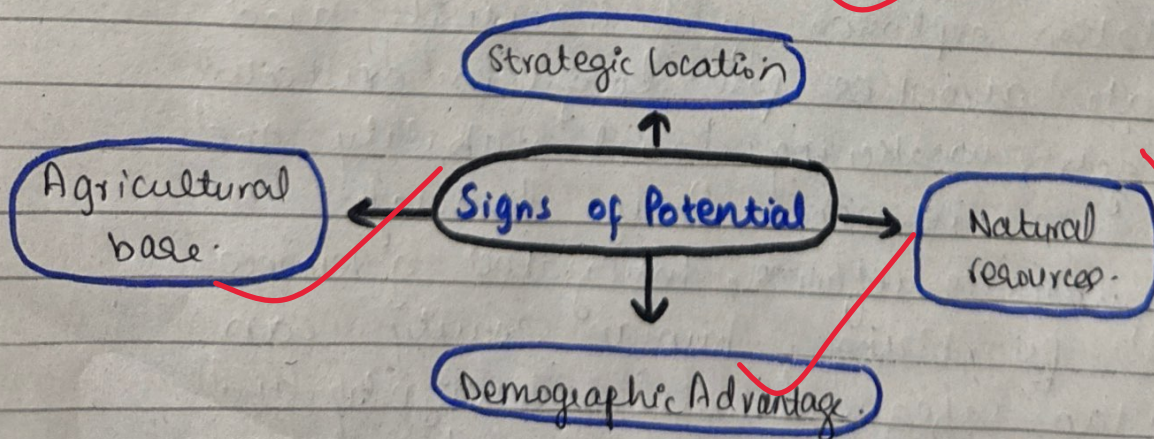 Strategic Location
Agricultural
base.
Signs of Potential
Natural
resources.
Demographic Advantage.